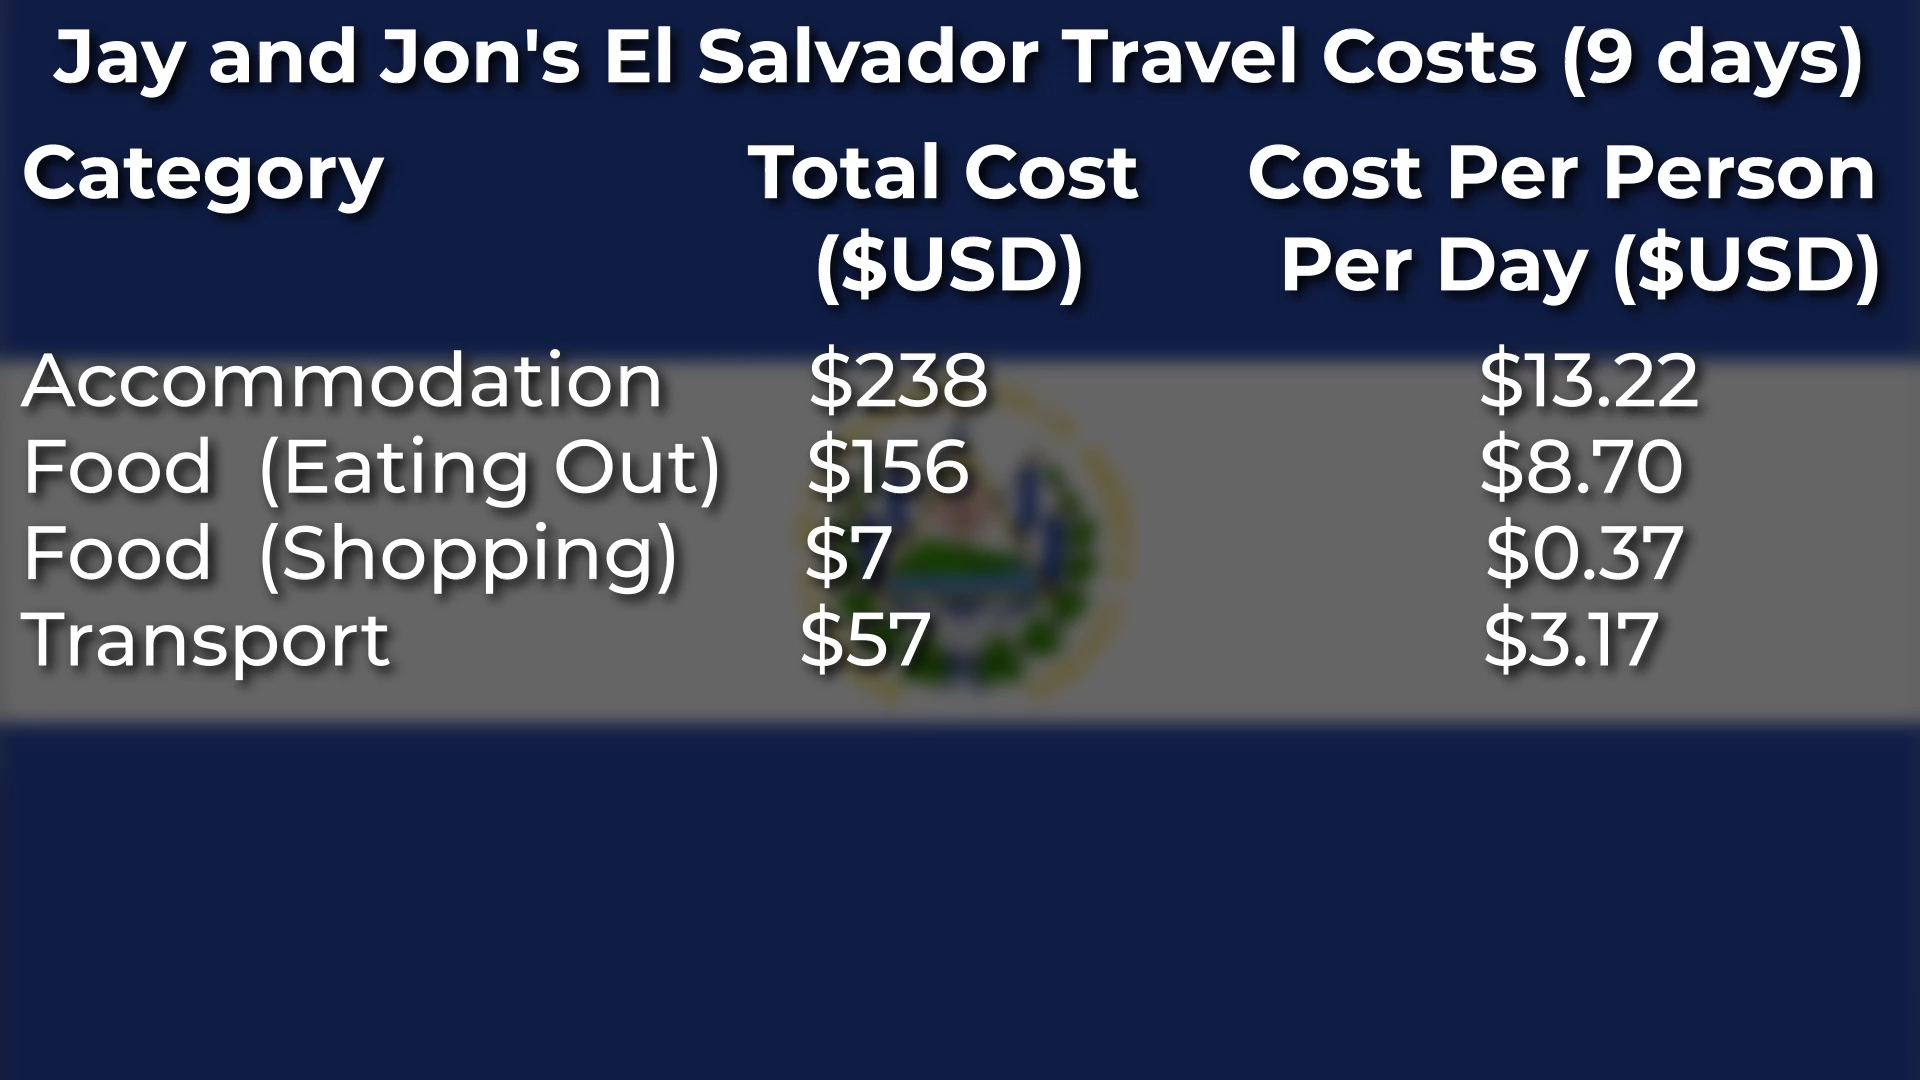 Jay and Jon's El Salvador Travel Costs (9 days)
Category Total Cost ($USD) Cost Per Person Per Day ($USD)
Accommodation $238 $13.22
Food (Eating Out) $156 $8.70
Food (Shopping) $7 $0.37
Transport $57 $3.17